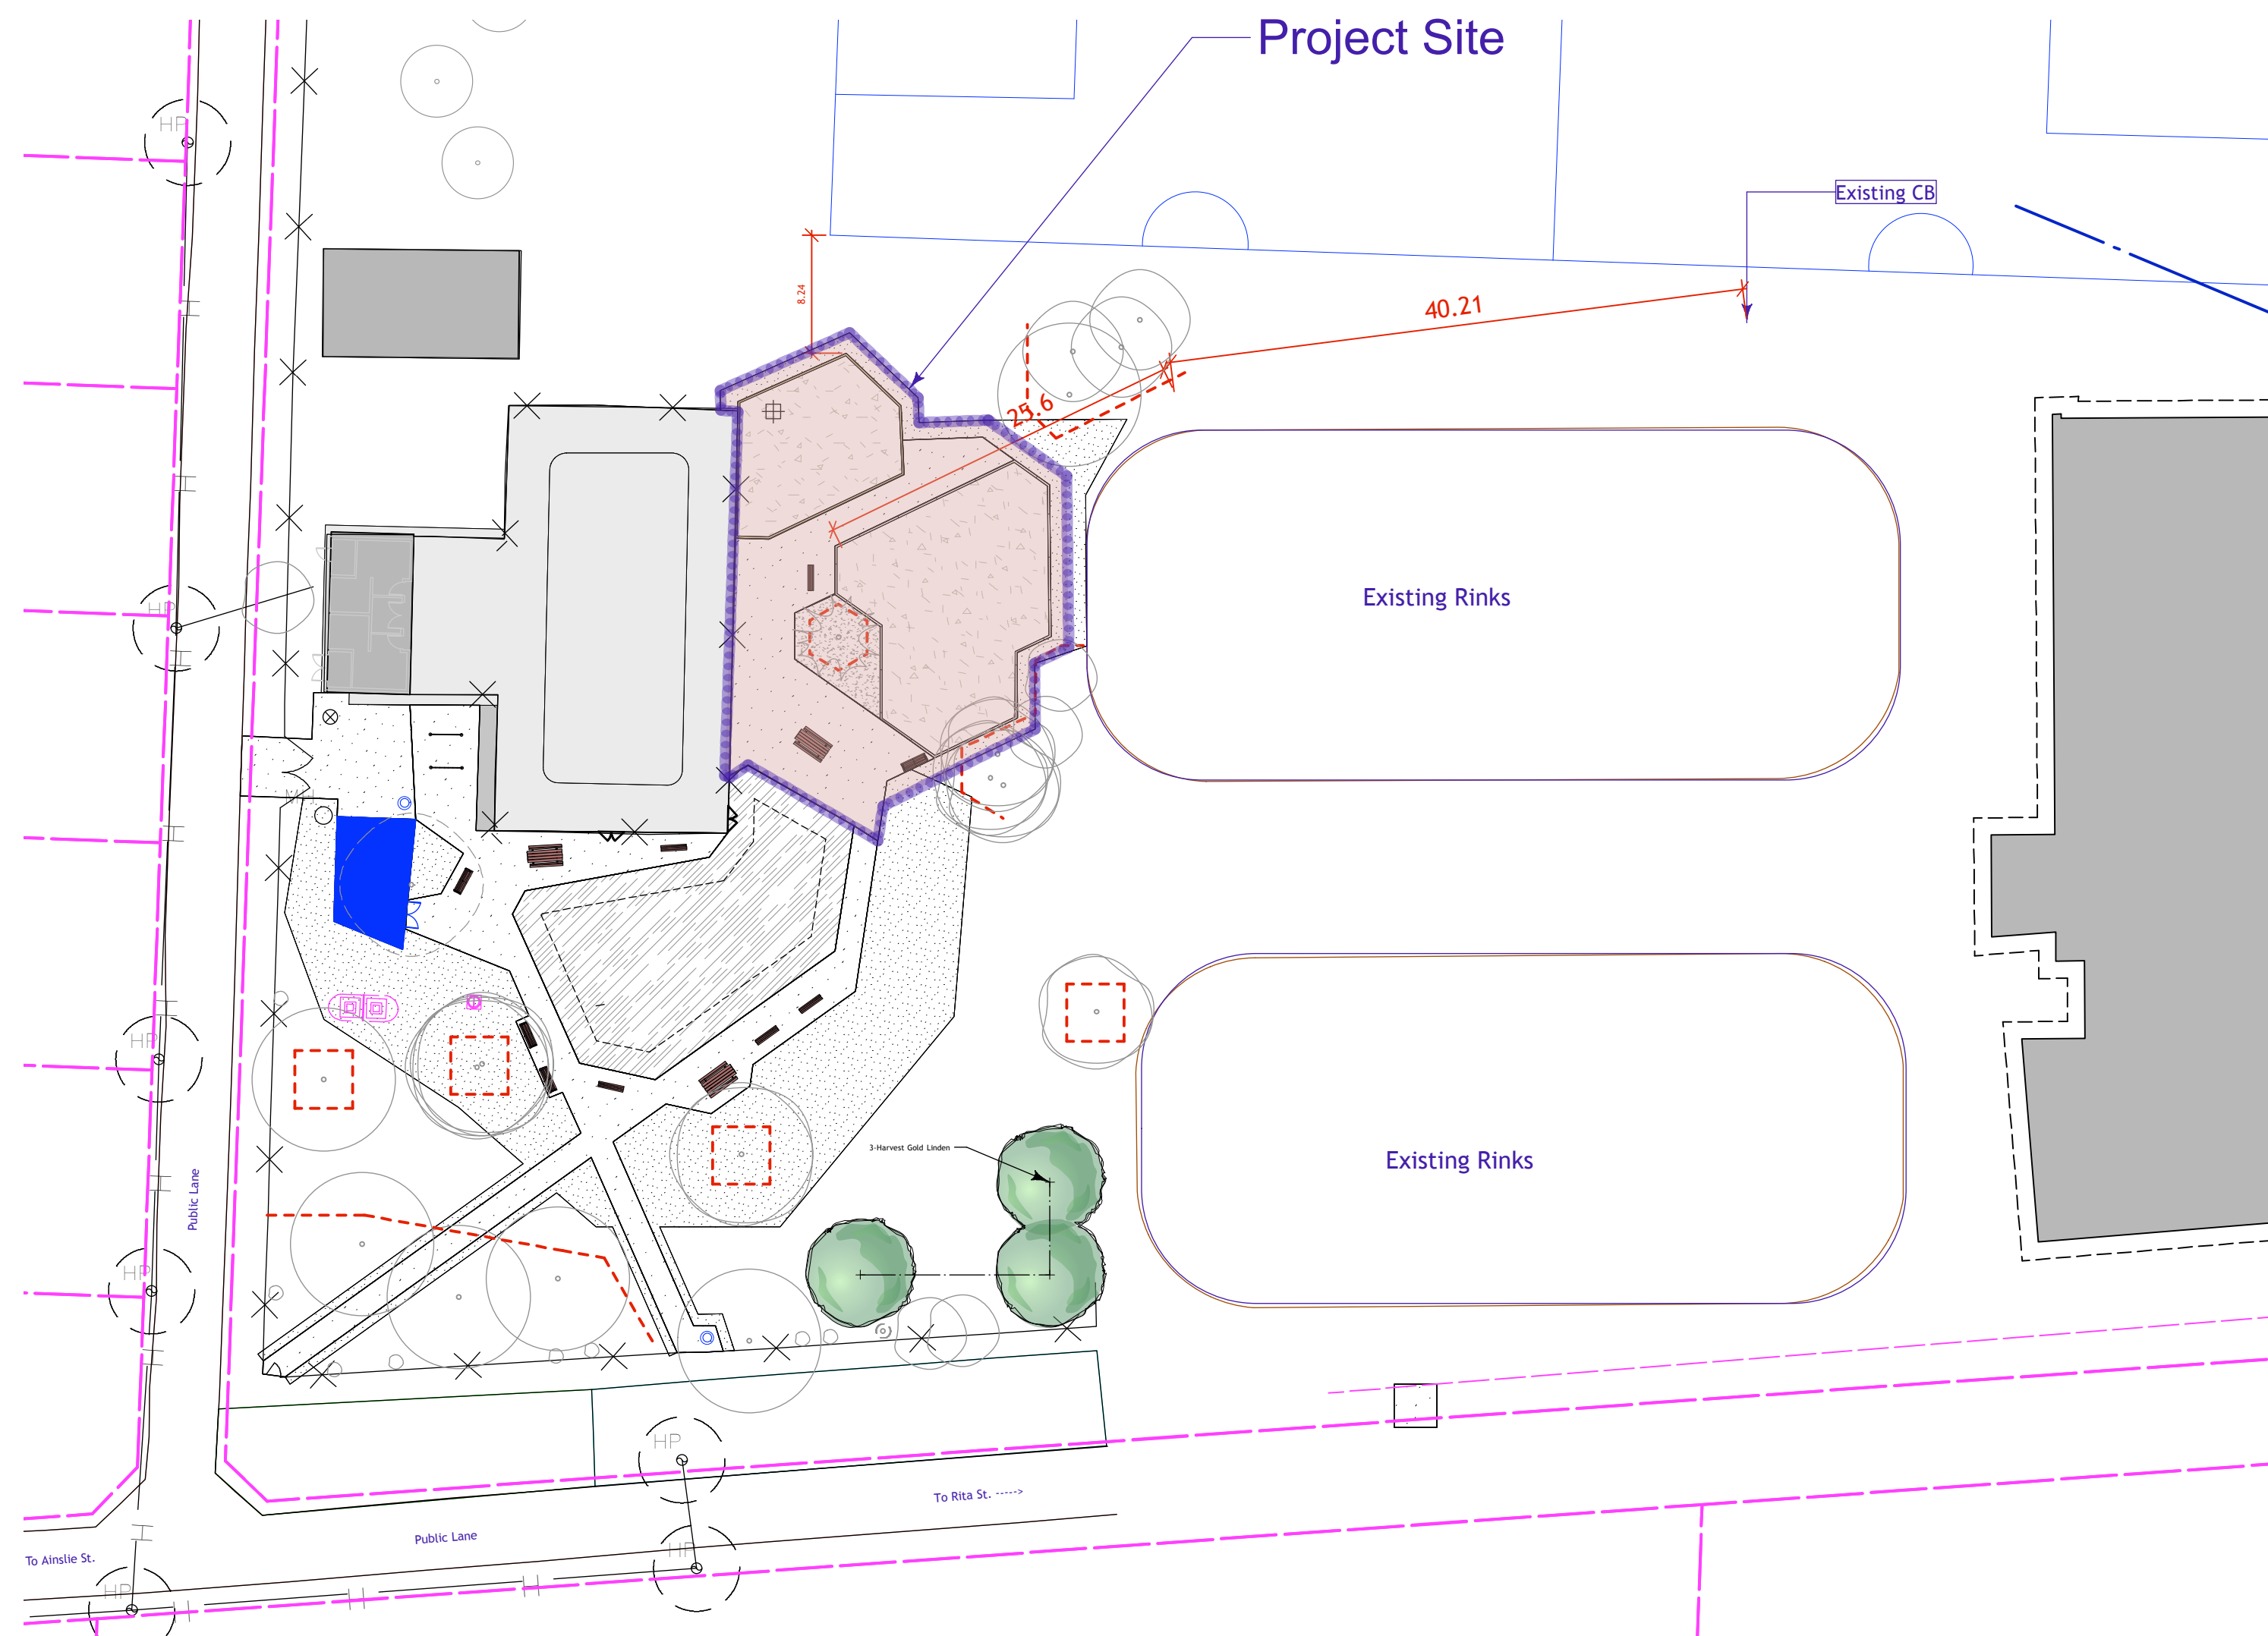 Project Site
HP
Existing CB
8.24
40.21
25.6
Existing Rinks
HP
HP
3-Harvest Gold Linden
Existing Rinks
Public Lane
HP
HP
To Rita St. ----->
Public Lane
HP
To Ainslie St.
HP